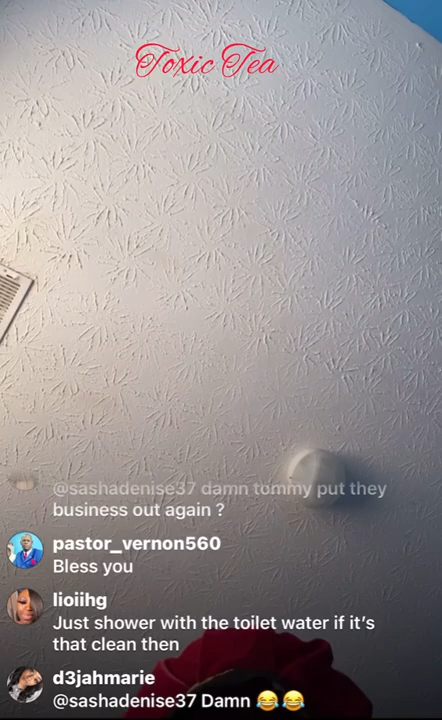 Toxic Tea
@sashadenise37 damn tommy put they
business out again ?
pastor_vernon560
Bless you
lioiihg
Just shower with the toilet water if it's
that clean then
d3jahmarie
@sashadenise37 Damn 😂😂